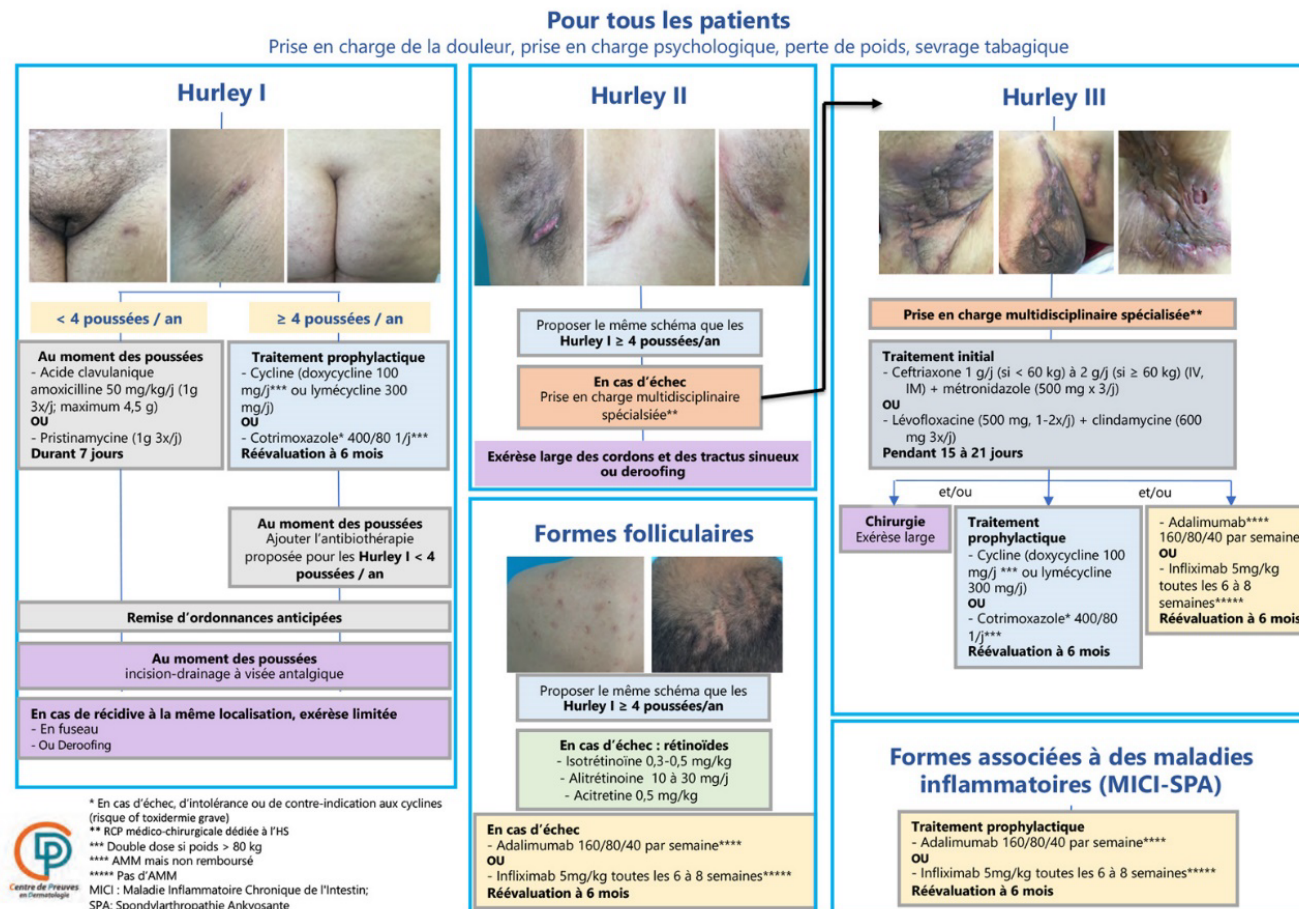 Pour tous les patients
Prise en charge de la douleur, prise en charge psychologique, perte de poids, sevrage tabagique
Hurley I
< 4 poussées / an
≥ 4 poussées / an
Au moment des poussées
- Acide clavulanique
amoxicilline 50 mg/kg/j (1g
3x/j; maximum 4,5 g)
OU
- Pristinamycine (1g 3x/j)
Durant 7 jours
Traitement prophylactique
- Cycline (doxycycline 100
mg/j*** ou lymécycline 300
mg/j)
OU
- Cotrimoxazole* 400/80 1/j***
Réévaluation à 6 mois
Au moment des poussées
Ajouter l'antibiothérapie
proposée pour les Hurley I < 4
poussées / an
Remise d'ordonnances anticipées
Au moment des poussées
incision-drainage à visée antalgique
En cas de récidive à la même localisation, exérèse limitée
- En fuseau
- Ou Deroofing
Hurley II
Proposer le même schéma que les
Hurley I ≥ 4 poussées/an
En cas d'échec
Prise en charge multidisciplinaire
spécialsiée**
Exérèse large des cordons et des tractus sinueux
ou deroofing
Formes folliculaires
Proposer le même schéma que les
Hurley I ≥ 4 poussées/an
En cas d'échec : rétinoïdes
- Isotrétinoïne 0,3-0,5 mg/kg
- Alitrétinoine 10 à 30 mg/j
- Acitretine 0,5 mg/kg
En cas d'échec
- Adalimumab 160/80/40 par semaine****
OU
- Infliximab 5mg/kg toutes les 6 à 8 semaines*****
Réévaluation à 6 mois
Hurley III
Prise en charge multidisciplinaire spécialisée**
Traitement initial
- Ceftriaxone 1 g/j (si < 60 kg) à 2 g/j (si ≥ 60 kg) (IV,
IM) + métronidazole (500 mg x 3/j)
OU
- Lévofloxacine (500 mg, 1-2x/j) + clindamycine (600
mg 3x/j)
Pendant 15 à 21 jours
et/ou
et/ou
Chirurgie
Exérèse large
Traitement
prophylactique
- Cycline (doxycycline 100
mg/j *** ou lymécycline
300 mg/j)
OU
- Cotrimoxazole* 400/80
1/j***
Réévaluation à 6 mois
- Adalimumab****
160/80/40 par semaine
OU
- Infliximab 5mg/kg
toutes les 6 à 8
semaines*****
Réévaluation à 6 mois
Formes associées à des maladies
inflammatoires (MICI-SPA)
Traitement prophylactique
- Adalimumab 160/80/40 par semaine****
OU
- Infliximab 5mg/kg toutes les 6 à 8 semaines*****
Réévaluation à 6 mois
* En cas d'échec, d'intolérance ou de contre-indication aux cyclines
(risque of toxidermie grave)
** RCP médico-chirurgicale dédiée à l'HS
*** Double dose si poids > 80 kg
**** AMM mais non remboursé
***** Pas d'AMM
MICI : Maladie Inflammatoire Chronique de l'Intestin;
SPA: Spondylarthropathie Ankyosante
Centre de Preuves
en Dermatologie